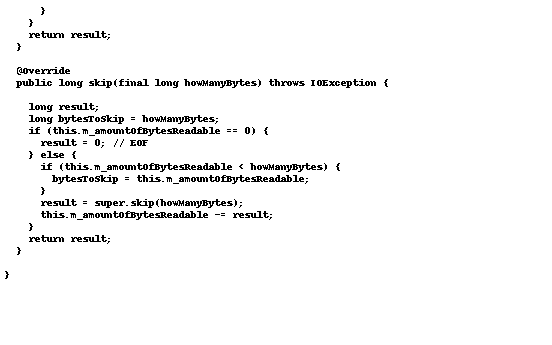 }
}
return result;
}
@Override
public long skip(final long howManyBytes) throws IOException {
long result;
long bytesToSkip = howManyBytes;
if (this.m_amountOfBytesReadable == 0) {
result = 0; // EOF
} else {
if (this.m_amountOfBytesReadable < howManyBytes) {
bytesToSkip = this.m_amountOfBytesReadable;
}
result = super.skip(howManyBytes);
this.m_amountOfBytesReadable -= result;
}
return result;
}
}